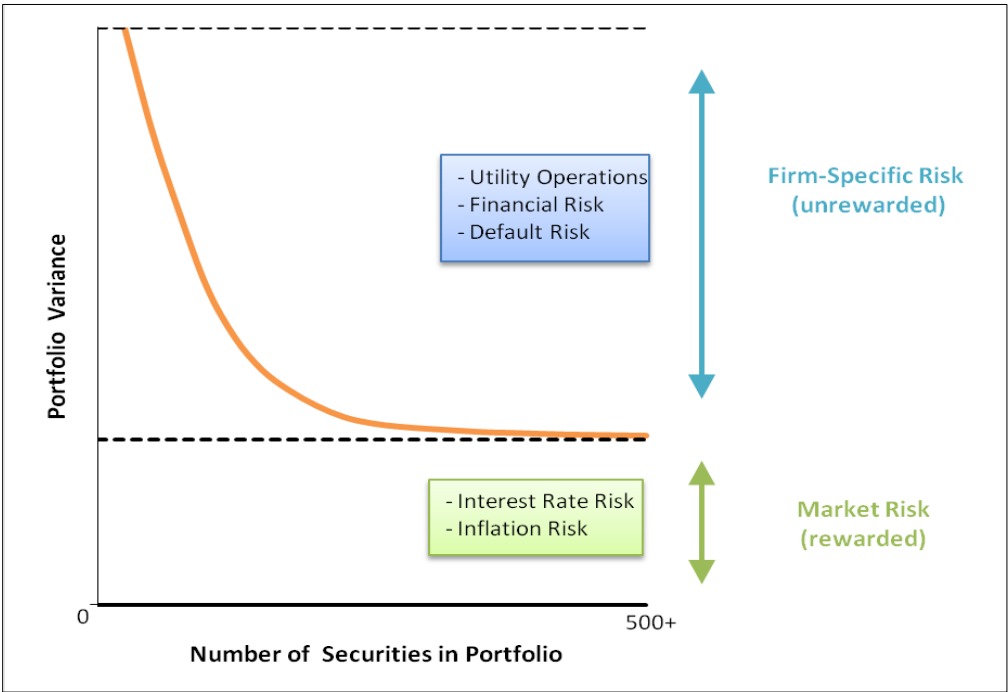 Portfolio Variance
- Utility Operations
- Financial Risk
- Default Risk
Firm-Specific Risk
(unrewarded)
- Interest Rate Risk
- Inflation Risk
Market Risk
(rewarded)
0
500+
Number of Securities in Portfolio